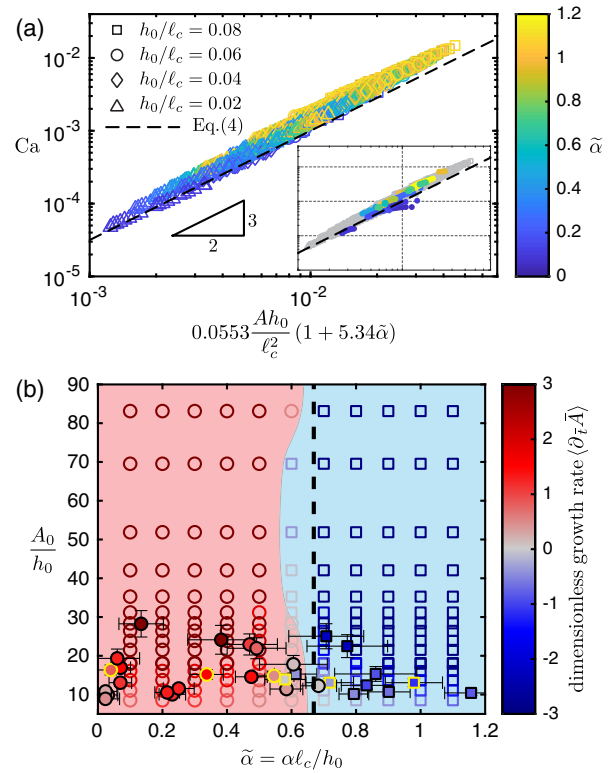 (a)
10⁻²
10⁻³
10⁻⁴
10⁻⁵
Ca
h₀/ℓ_c = 0.08
h₀/ℓ_c = 0.06
h₀/ℓ_c = 0.04
h₀/ℓ_c = 0.02
Eq.(4)
3
2
10⁻³
10⁻²
0.0553 Ah₀/ℓ_c² (1 + 5.34α̃)
1.2
1
0.8
0.6
0.4
0.2
0
α̃
(b)
90
80
70
60
50
40
30
20
10
A₀/h₀
0
0.2
0.4
0.6
0.8
1.0
1.2
α̃ = αℓ_c/h₀
3
2
1
0
-1
-2
-3
dimensionless growth rate ⟨∂_t̄ Ā⟩